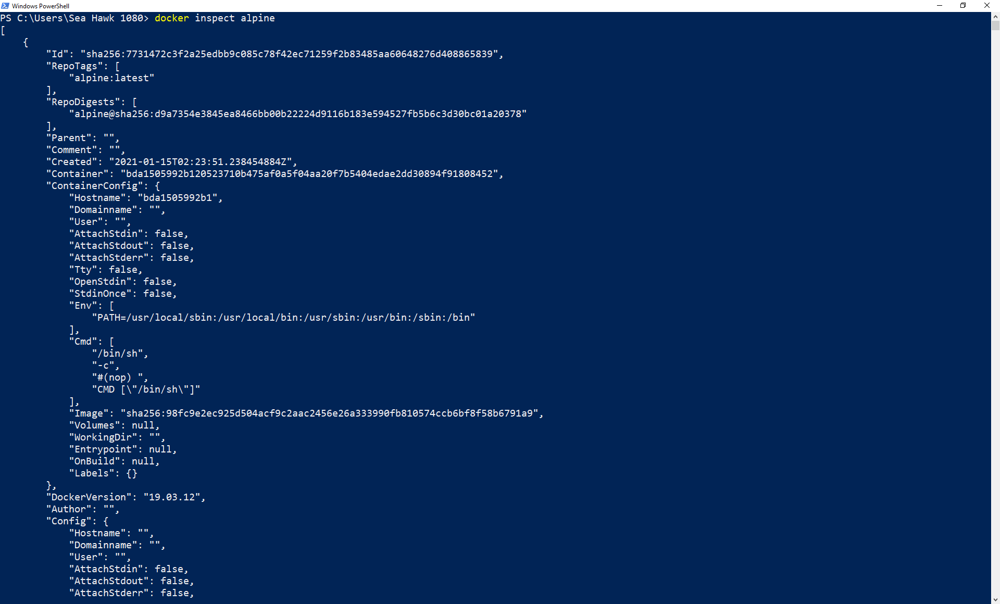 Windows PowerShell
PS C:\Users\Sea Hawk 1080> docker inspect alpine
[
    {
        "Id": "sha256:7731472c3f2a25edbb9c085c78f42ec71259f2b83485aa60648276d408865839",
        "RepoTags": [
            "alpine:latest"
        ],
        "RepoDigests": [
            "alpine@sha256:d9a7354e3845ea8466bb00b22224d9116b183e594527fb5b6c3d30bc01a20378"
        ],
        "Parent": "",
        "Comment": "",
        "Created": "2021-01-15T02:23:51.238454884Z",
        "Container": "bda1505992b120523710b475af0a5f04aa20f7b5404edae2dd30894f91808452",
        "ContainerConfig": {
            "Hostname": "bda1505992b1",
            "Domainname": "",
            "User": "",
            "AttachStdin": false,
            "AttachStdout": false,
            "AttachStderr": false,
            "Tty": false,
            "OpenStdin": false,
            "StdinOnce": false,
            "Env": [
                "PATH=/usr/local/sbin:/usr/local/bin:/usr/sbin:/usr/bin:/sbin:/bin"
            ],
            "Cmd": [
                "/bin/sh",
                "-c",
                "#(nop) ",
                "CMD [\"/bin/sh\"]"
            ],
            "Image": "sha256:98fc9e2ec925d504acf9c2aac2456e26a333990fb810574ccb6bf8f58b6791a9",
            "Volumes": null,
            "WorkingDir": "",
            "Entrypoint": null,
            "OnBuild": null,
            "Labels": {}
        },
        "DockerVersion": "19.03.12",
        "Author": "",
        "Config": {
            "Hostname": "",
            "Domainname": "",
            "User": "",
            "AttachStdin": false,
            "AttachStdout": false,
            "AttachStderr": false,